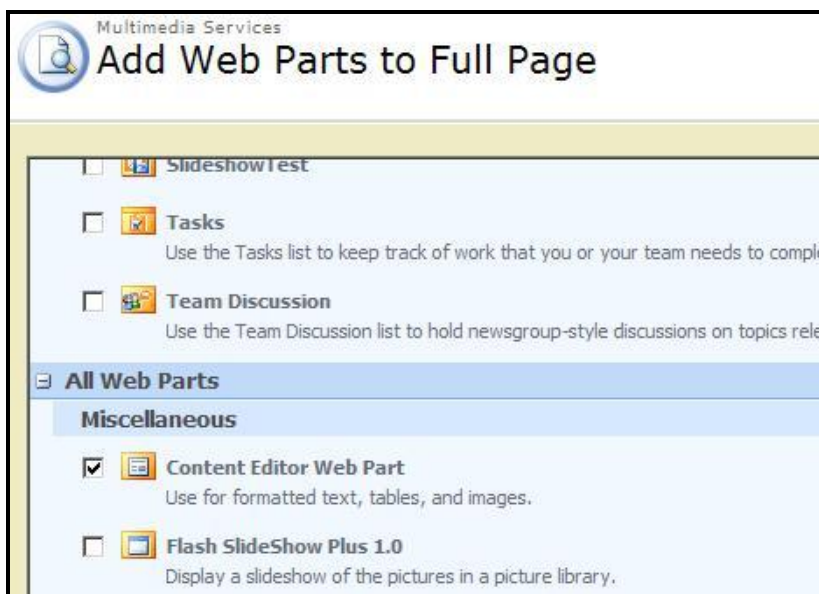 Multimedia Services
Add Web Parts to Full Page
SlideshowTest
Tasks
Use the Tasks list to keep track of work that you or your team needs to comple
Team Discussion
Use the Team Discussion list to hold newsgroup-style discussions on topics rele
All Web Parts
Miscellaneous
Content Editor Web Part
Use for formatted text, tables, and images.
Flash SlideShow Plus 1.0
Display a slideshow of the pictures in a picture library.